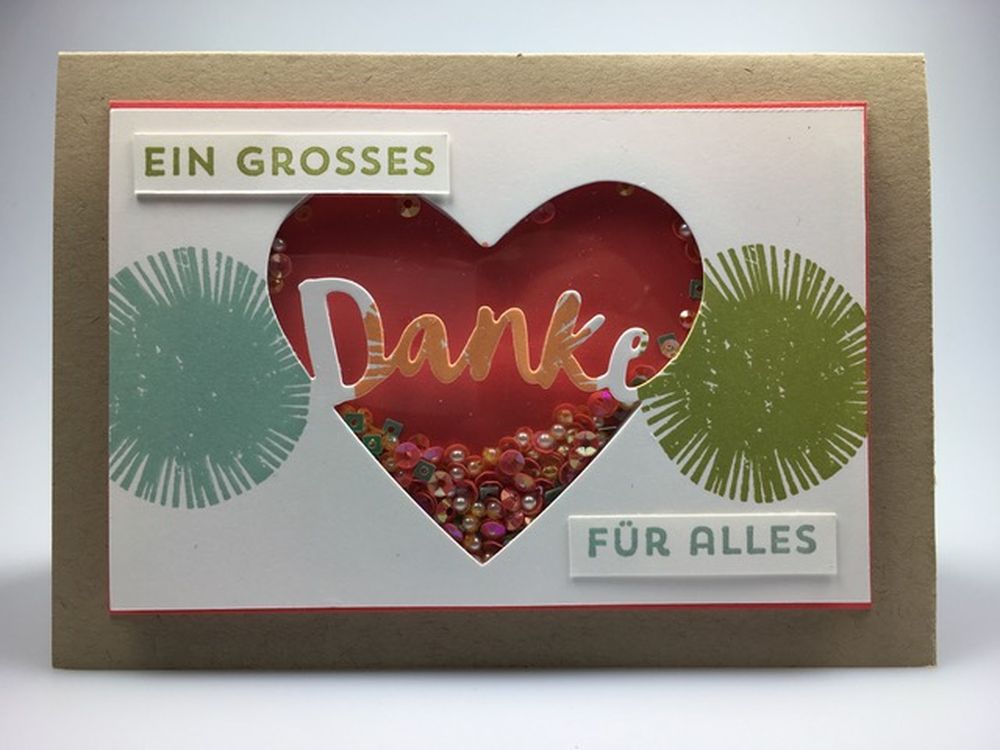 EIN GROSSES
Danke
FÜR ALLES